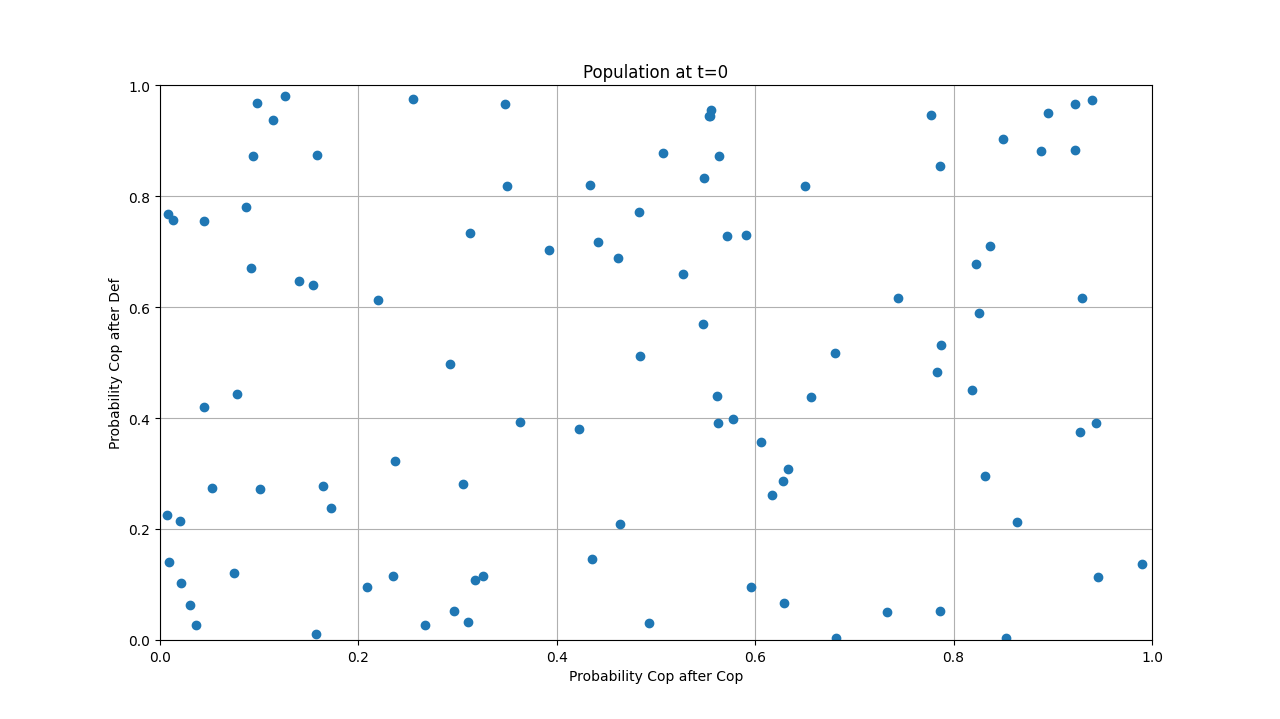 Population at t=0
1.0
0.8
0.6
0.4
0.2
0.0
Probability Cop after Def
0.0 0.2 0.4 0.6 0.8 1.0
Probability Cop after Cop